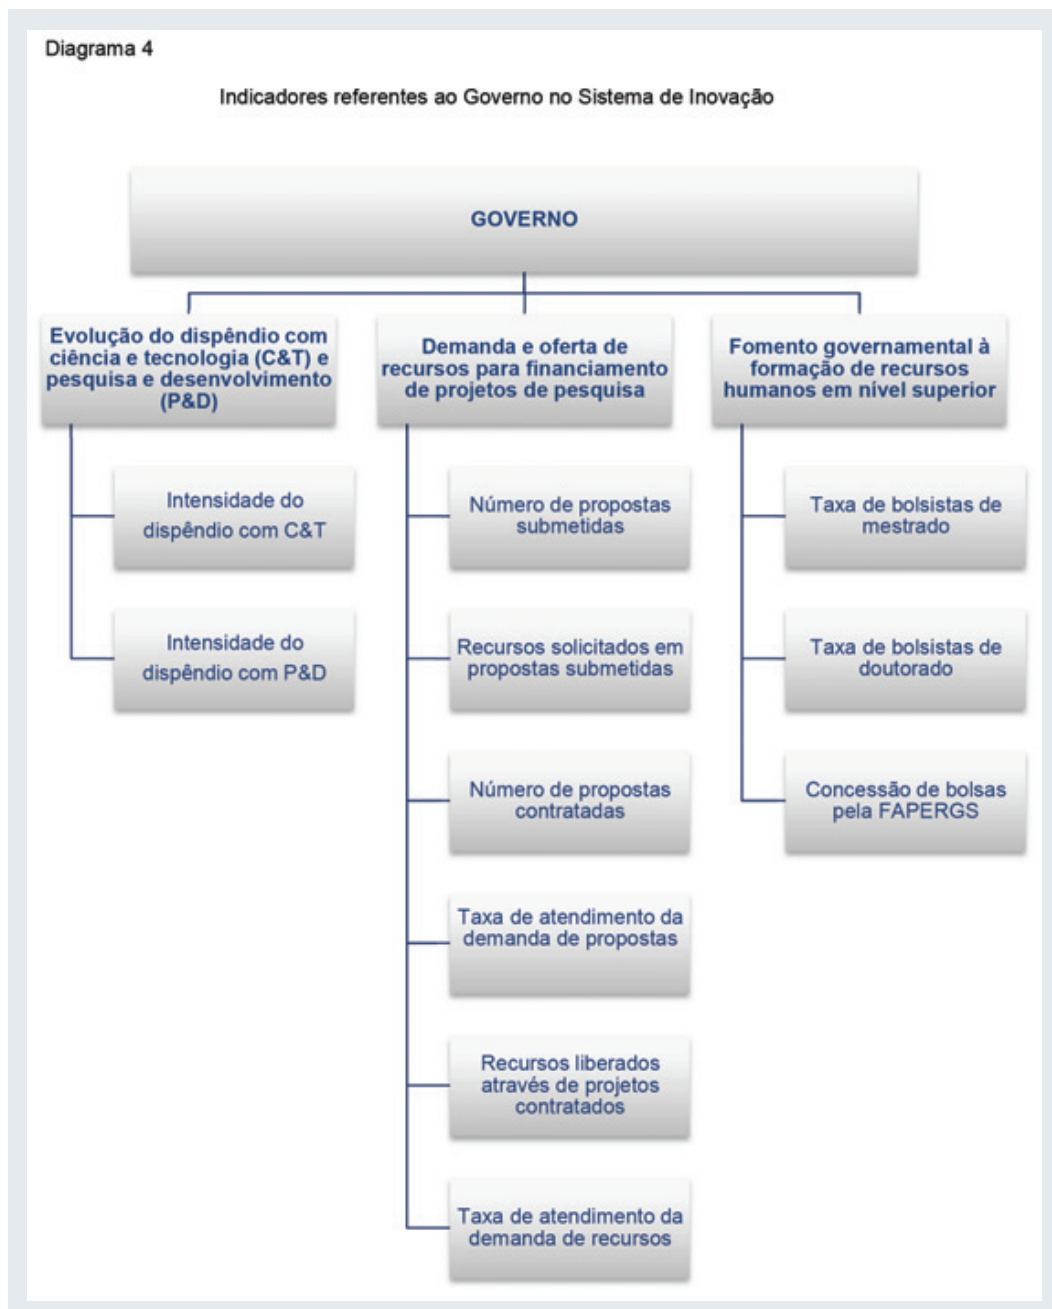 Diagrama 4
Indicadores referentes ao Governo no Sistema de Inovação
GOVERNO
Evolução do dispêndio com
ciência e tecnologia (C&T) e
pesquisa e desenvolvimento
(P&D)
Intensidade do
dispêndio com C&T
Intensidade do
dispêndio com P&D
Demanda e oferta de
recursos para financiamento
de projetos de pesquisa
Número de propostas
submetidas
Recursos solicitados em
propostas submetidas
Número de propostas
contratadas
Taxa de atendimento da
demanda de propostas
Recursos liberados
através de projetos
contratados
Taxa de atendimento da
demanda de recursos
Fomento governamental à
formação de recursos
humanos em nível superior
Taxa de bolsistas de
mestrado
Taxa de bolsistas de
doutorado
Concessão de bolsas
pela FAPERGS